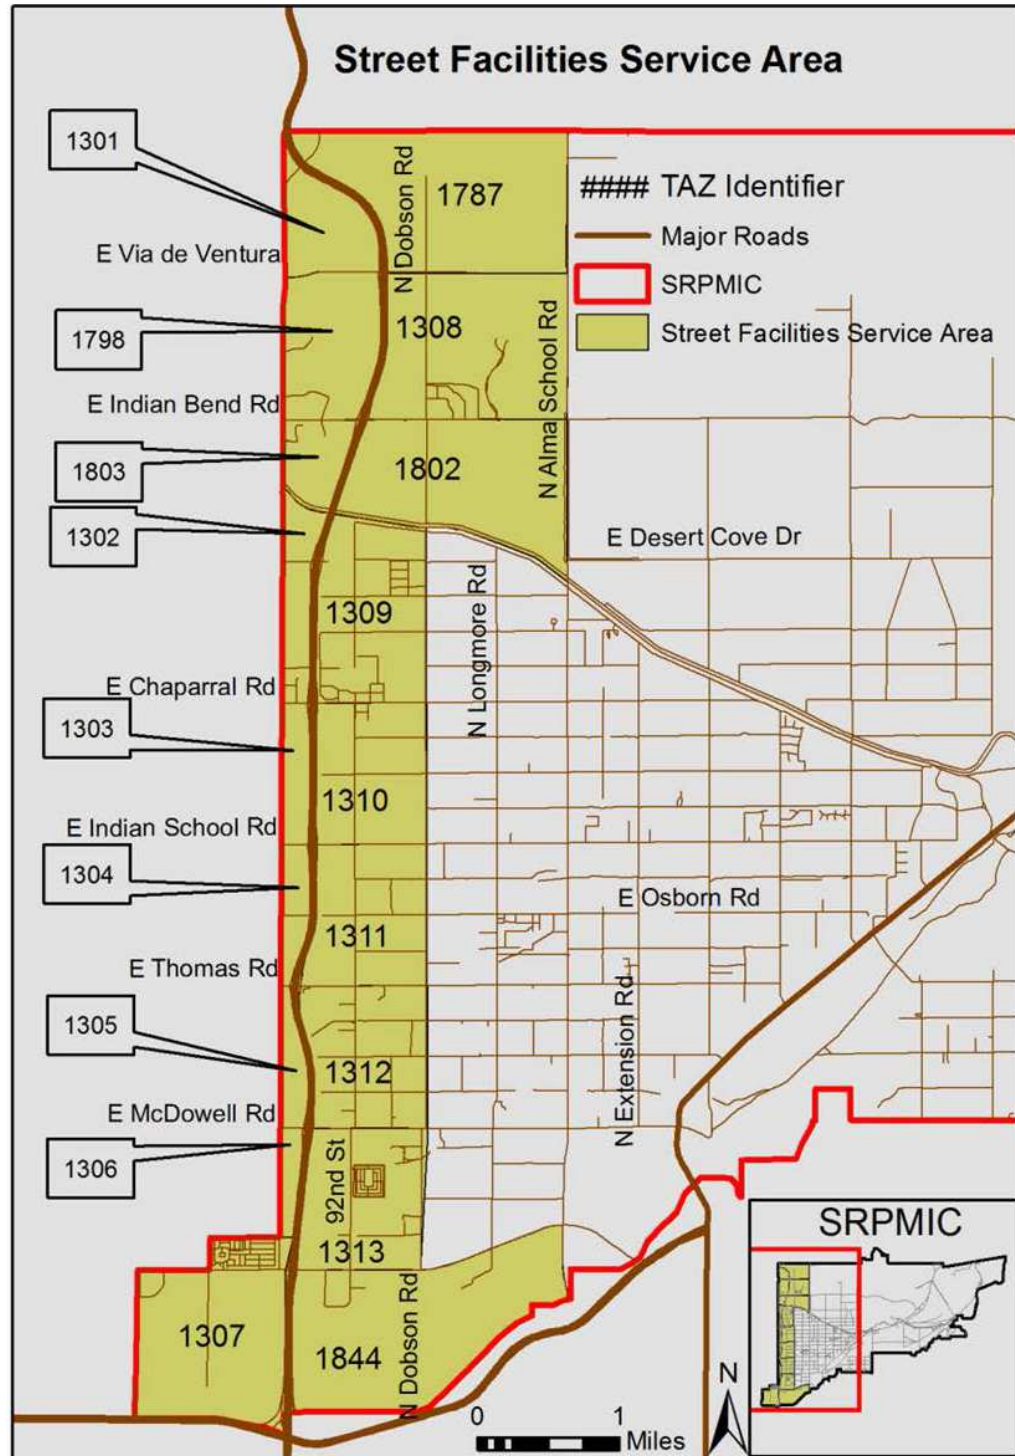 Street Facilities Service Area
1301
N Dobson Rd
1787
#### TAZ Identifier
Major Roads
E Via de Ventura
SRPMIC
1798
1308
N Alma School Rd
Street Facilities Service Area
E Indian Bend Rd
1803
1802
1302
E Desert Cove Dr
1309
N Longmore Rd
E Chaparral Rd
1303
1310
E Indian School Rd
1304
E Osborn Rd
1311
E Thomas Rd
1305
N Extension Rd
1312
E McDowell Rd
1306
92nd St
SRPMIC
1313
1307
1844
N Dobson Rd
N
0 1
Miles